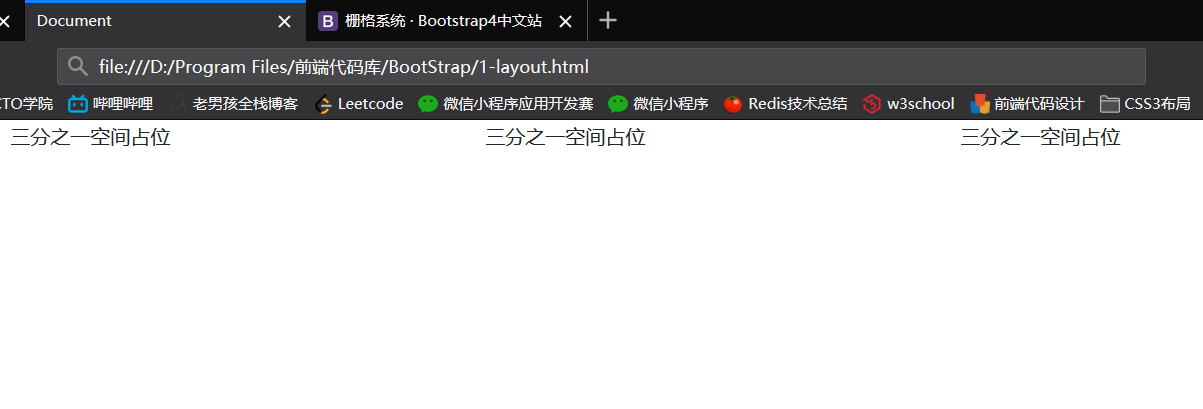 Document 栅格系统 · Bootstrap4中文站
file:///D:/Program Files/前端代码库/BootStrap/1-layout.html
CTO学院 哔哩哔哩 老男孩全栈博客 Leetcode 微信小程序应用开发赛 微信小程序 Redis技术总结 w3school 前端代码设计 CSS3布局
三分之一空间占位 三分之一空间占位 三分之一空间占位